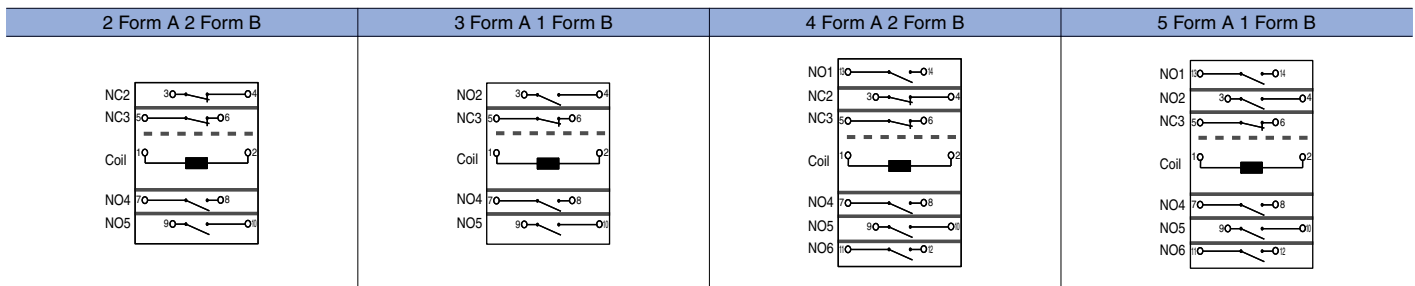 2 Form A 2 Form B
3 Form A 1 Form B
4 Form A 2 Form B
5 Form A 1 Form B
NC2 3 4
NC3 5 6
Coil 1 2
NO4 7 8
NO5 9 10
NO2 3 4
NC3 5 6
Coil 1 2
NO4 7 8
NO5 9 10
NO1 13 14
NC2 3 4
NC3 5 6
Coil 1 2
NO4 7 8
NO5 9 10
NO6 11 12
NO1 13 14
NO2 3 4
NC3 5 6
Coil 1 2
NO4 7 8
NO5 9 10
NO6 11 12